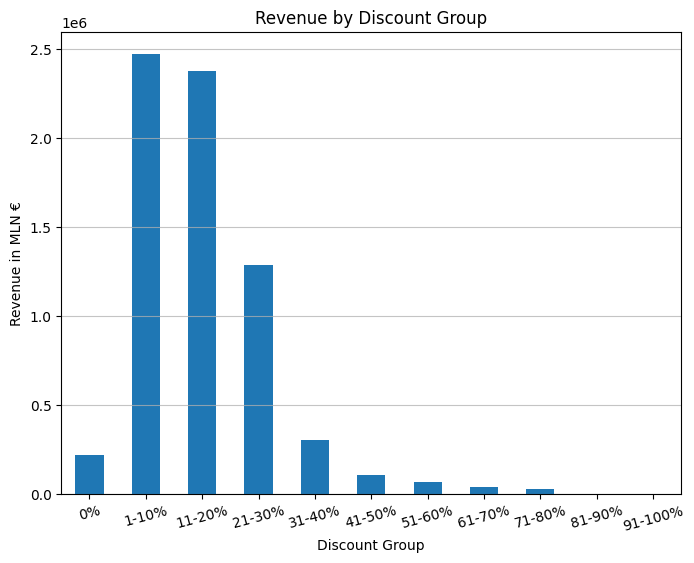 Revenue by Discount Group
1e6
2.5
2.0
1.5
1.0
0.5
0.0
Revenue in MLN €
0% 1-10% 11-20% 21-30% 31-40% 41-50% 51-60% 61-70% 71-80% 81-90% 91-100%
Discount Group